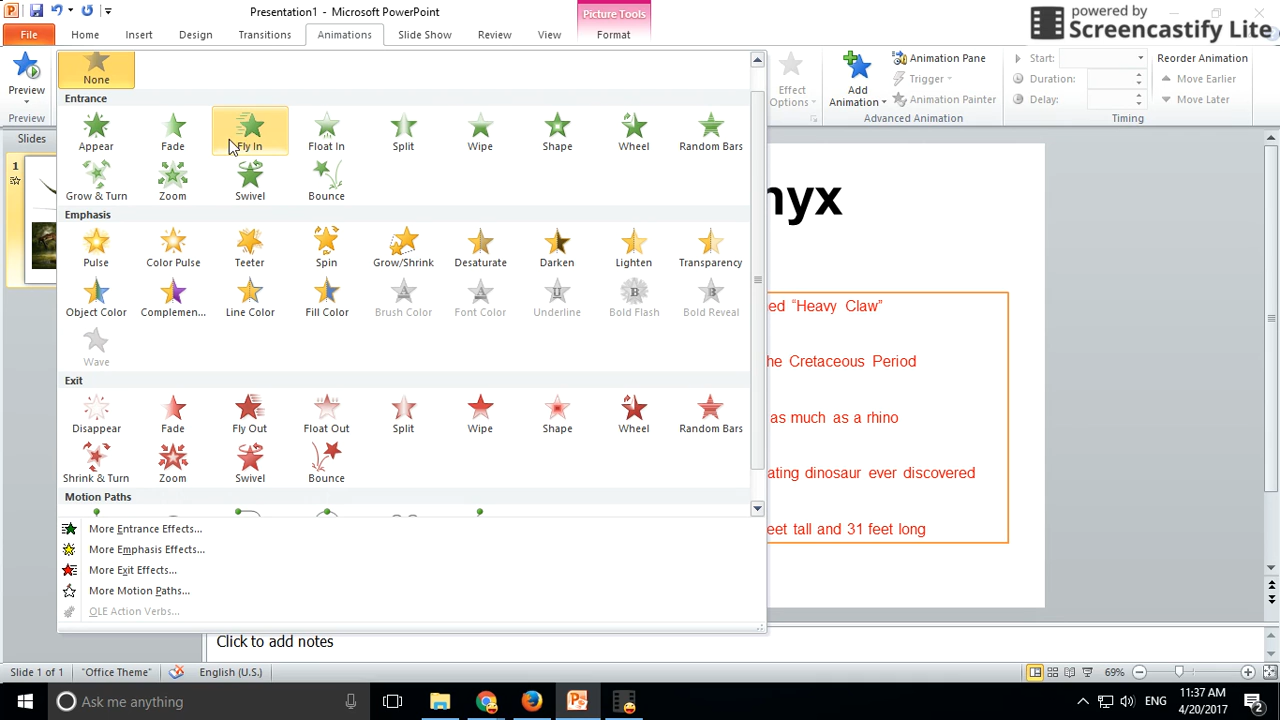 Presentation1 - Microsoft PowerPoint
Picture Tools
powered by
Screencastify Lite
File
Home
Insert
Design
Transitions
Animatio
Slide Show
Review
View
Format
Preview
Preview
Slides
1
None
Entrance
Appear
Fade
Fly In
Float In
Split
Wipe
Shape
Wheel
Random Bars
Grow & Turn
Zoom
Swivel
Bounce
Emphasis
Pulse
Color Pulse
Teeter
Spin
Grow/Shrink
Desaturate
Darken
Lighten
Transparency
Object Color
Complemen...
Line Color
Fill Color
Brush Color
Font Color
Underline
Bold Flash
Bold Reveal
Wave
Exit
Disappear
Fade
Fly Out
Float Out
Split
Wipe
Shape
Wheel
Random Bars
Shrink & Turn
Zoom
Swivel
Bounce
Motion Paths
More Entrance Effects...
More Emphasis Effects...
More Exit Effects...
More Motion Paths...
OLE Action Verbs...
Effect
Options
Add
Animation
Animation Pane
Trigger
Animation Painter
Advanced Animation
Start:
Duration:
Delay:
Timing
Reorder Animation
Move Earlier
Move Later
nyx
ed “Heavy Claw”
he Cretaceous Period
as much as a rhino
ating dinosaur ever discovered
eet tall and 31 feet long
Click to add notes
Slide 1 of 1
"Office Theme"
English (U.S.)
69%
Ask me anything
ENG
11:37 AM
4/20/2017
2